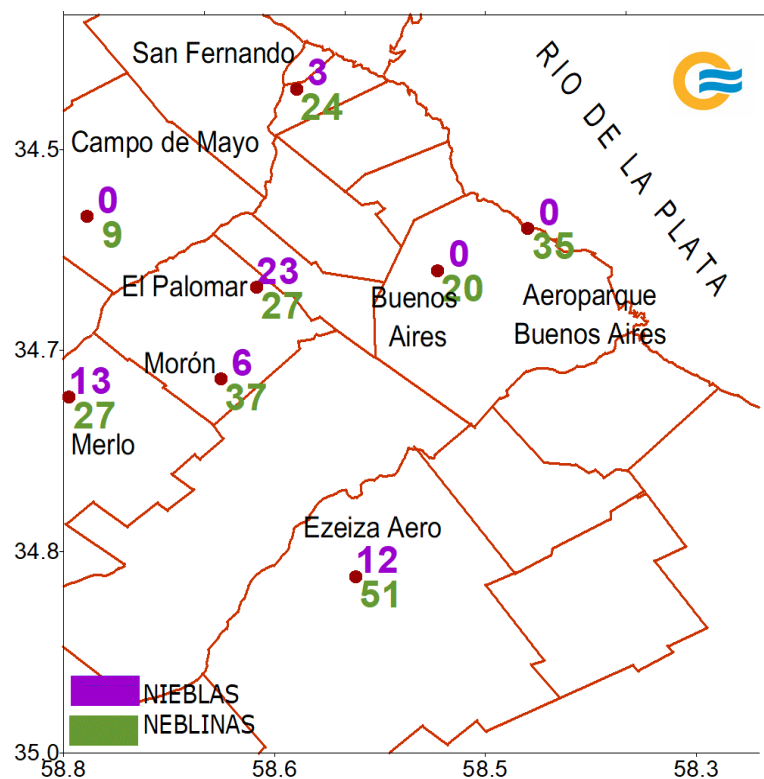 San Fernando
3
24
RIO DE LA PLATA
34.5
Campo de Mayo
0
9
0
35
El Palomar
23
27
0
20
Buenos
Aires
Aeroparque
Buenos Aires
34.7
Morón
6
37
13
27
Merlo
Ezeiza Aero
34.8
12
51
NIEBLAS
NEBLINAS
35.0
58.8
58.6
58.5
58.3